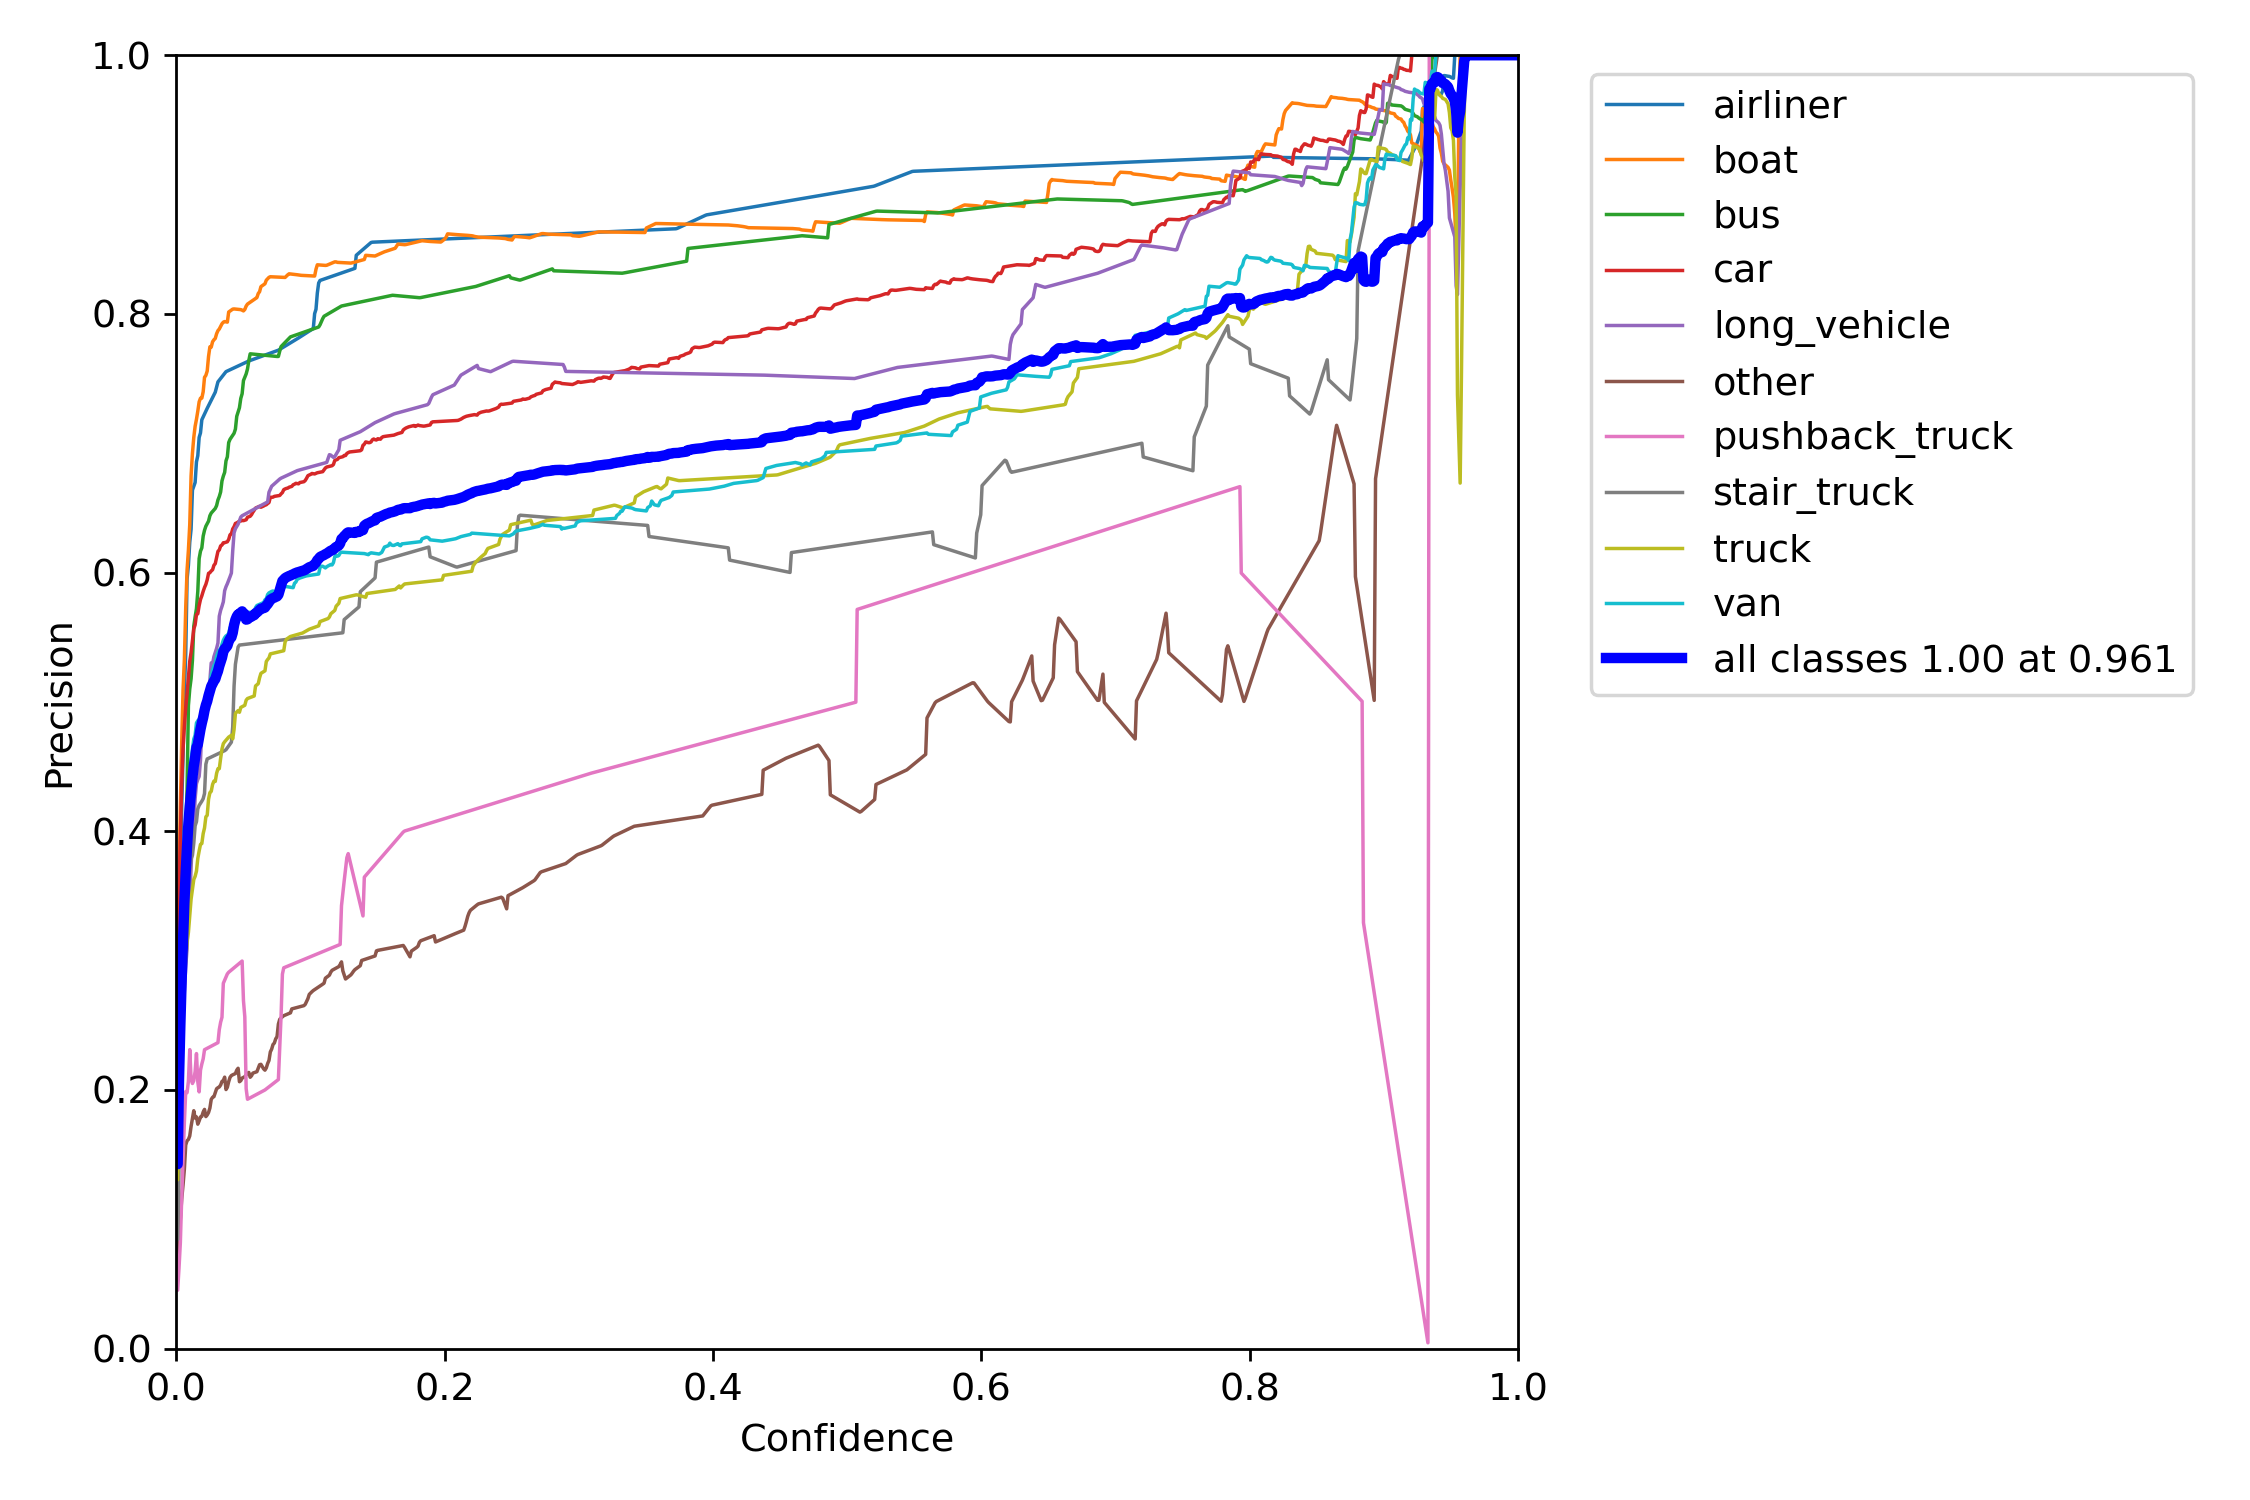 1.0
0.8
0.6
0.4
0.2
0.0
Precision
0.0 0.2 0.4 0.6 0.8 1.0
Confidence
airliner
boat
bus
car
long_vehicle
other
pushback_truck
stair_truck
truck
van
all classes 1.00 at 0.961